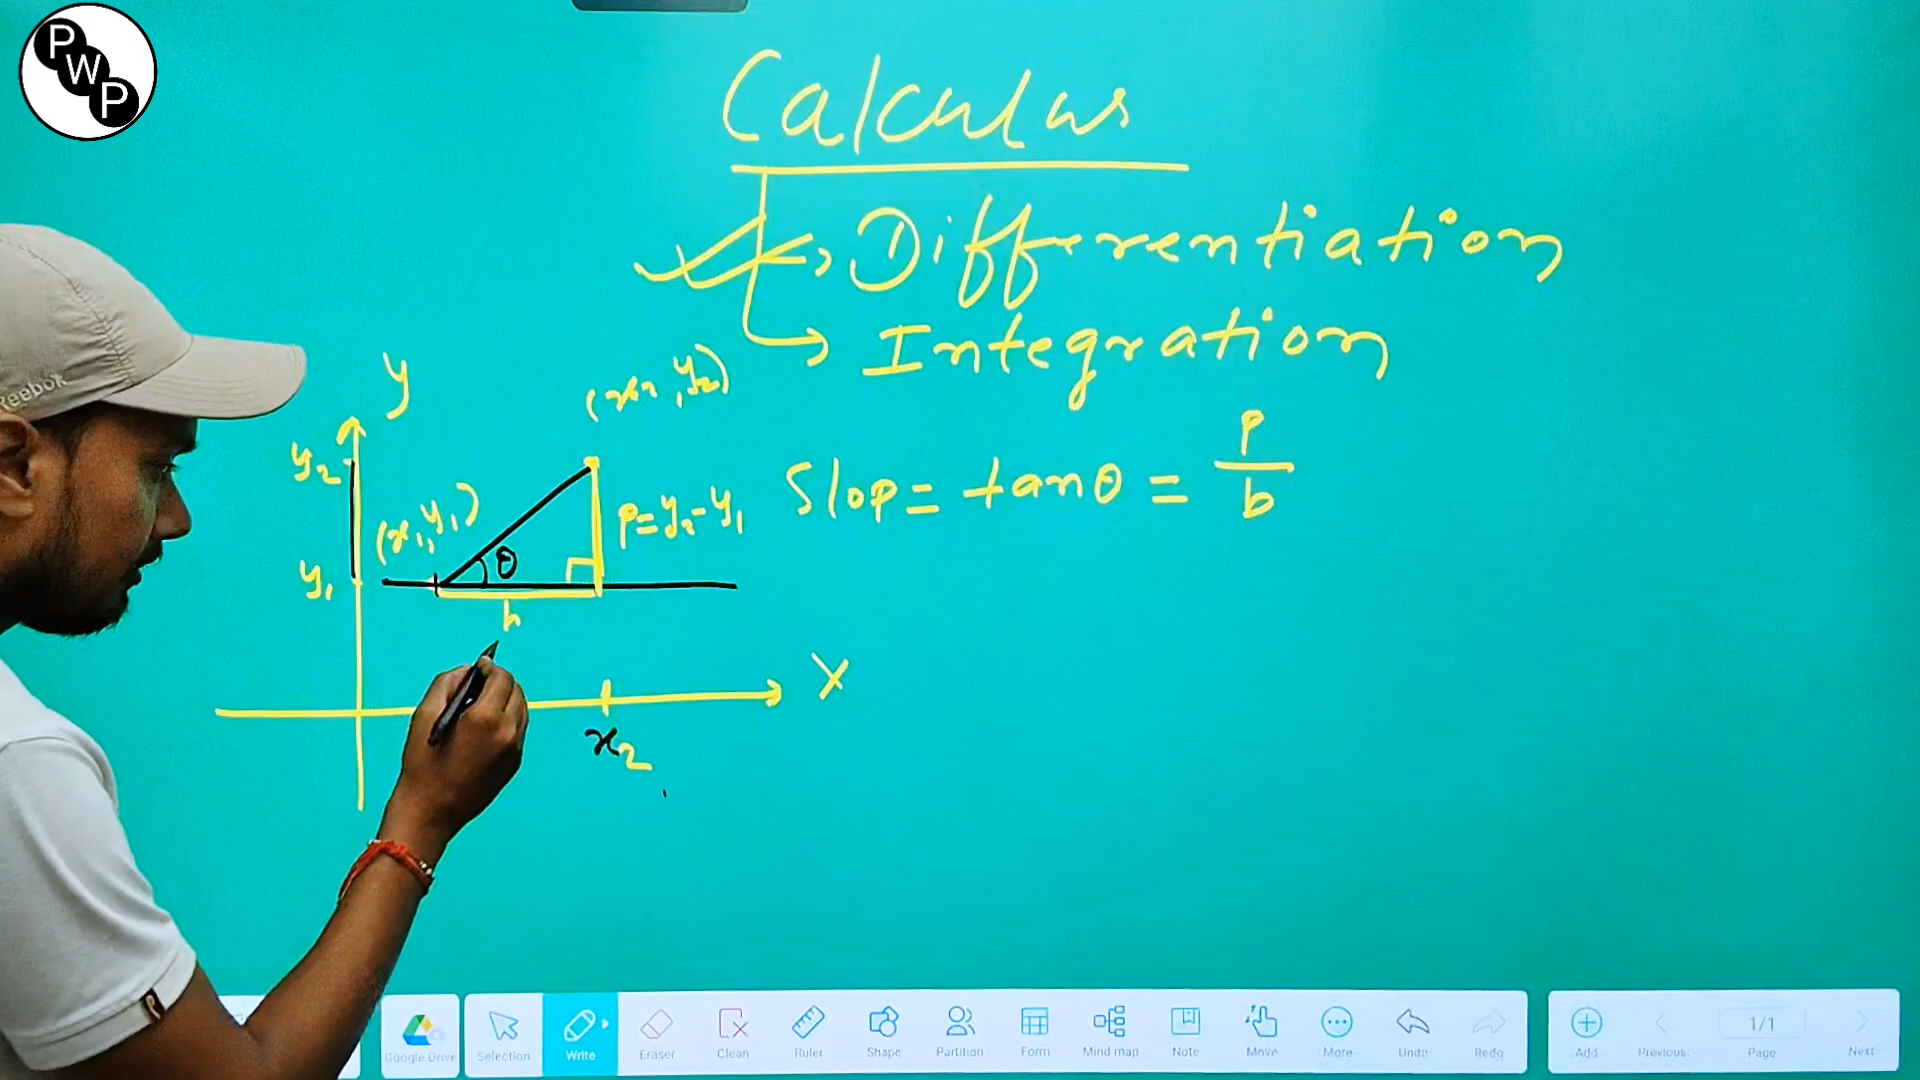 PWP
Calculus
Differentiation
Integration
Reebok
y
(x₂, y₂)
y₂
(x₁, y₁)
θ
P = y₂ - y₁
y₁
Slop = tanθ = P/b
X
x₂
Google Drive
Selection
Write
Eraser
Clean
Ruler
Shape
Partition
Form
Mind map
Note
Move
More
Undo
Redo
Add
Previous
1/1
Page
Next